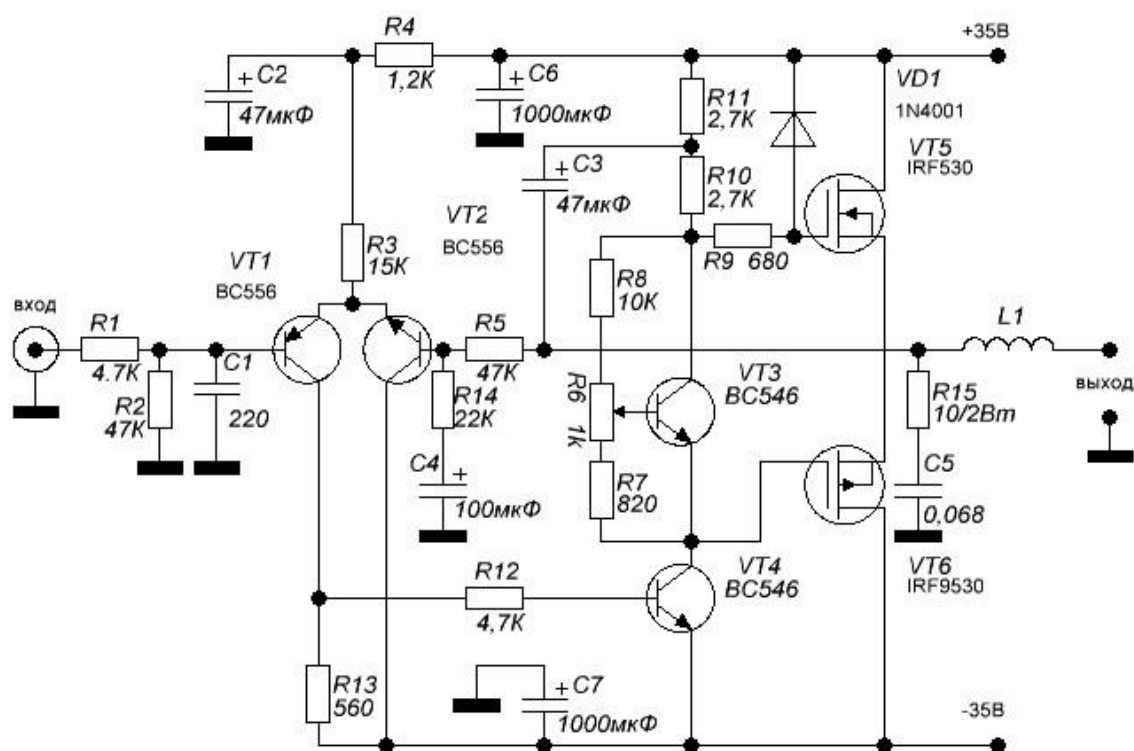 R4
+35В
1,2К
+ C2
47мкФ
+ C6
1000мкФ
R11
2,7К
VD1
1N4001
VT5
IRF530
+ C3
47мкФ
R10
2,7К
VT2
BC556
R3
15К
VT1
BC556
R9 680
R8
10К
вход
R1
4.7К
R5
47К
L1
C1
220
R2
47К
R14
22К
R6 1k
VT3
BC546
R15
10/2Вт
выход
C4
+
100мкФ
R7
820
C5
0,068
R12
4,7К
VT4
BC546
VT6
IRF9530
R13
560
+ C7
1000мкФ
-35В